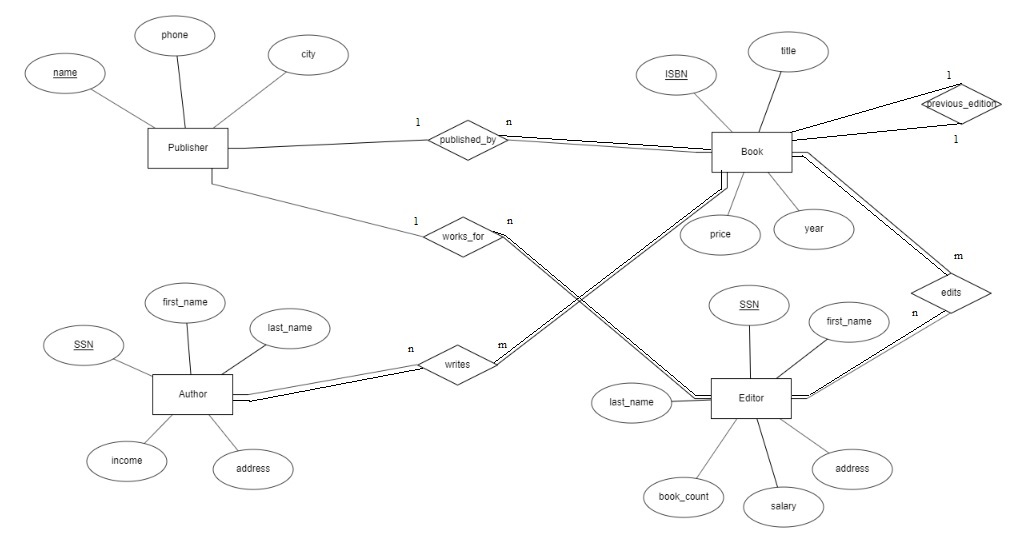 phone
city
title
name
ISBN
1
previous_edition
1
1
n
published_by
Publisher
Book
price
year
1
n
works_for
m
edits
n
first_name
last_name
SSN
SSN
first_name
n
m
writes
Author
Editor
last_name
income
address
book_count
salary
address